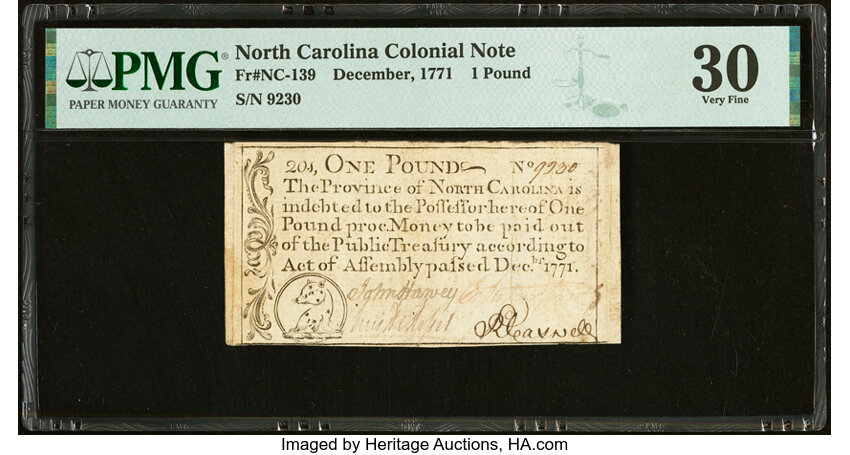 PMG®
PAPER MONEY GUARANTY
North Carolina Colonial Note
Fr#NC-139 December, 1771 1 Pound
S/N 9230
30
Very Fine
20s, ONE POUND No 9230
The Province of NORTH CAROLINA is
indebted to the Poſſeſſor hereof One
Pound proc. Money to be paid out
of the Public Treaſury according to
Act of Aſſembly paſſed Dec.br 1771.
John Harvey
R Caswell
Imaged by Heritage Auctions, HA.com